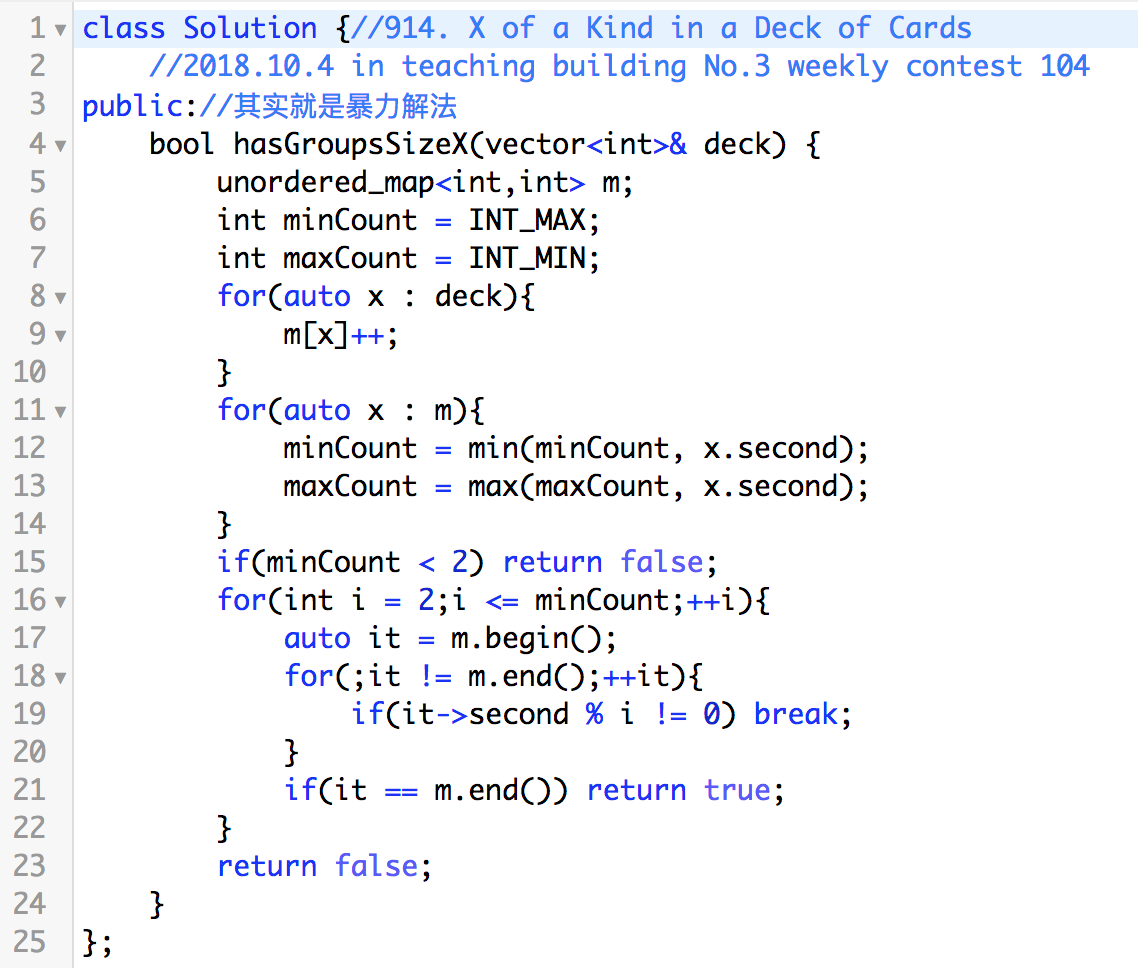 1 class Solution {//914. X of a Kind in a Deck of Cards
2     //2018.10.4 in teaching building No.3 weekly contest 104
3 public://其实就是暴力解法
4     bool hasGroupsSizeX(vector<int>& deck) {
5         unordered_map<int,int> m;
6         int minCount = INT_MAX;
7         int maxCount = INT_MIN;
8         for(auto x : deck){
9             m[x]++;
10         }
11         for(auto x : m){
12             minCount = min(minCount, x.second);
13             maxCount = max(maxCount, x.second);
14         }
15         if(minCount < 2) return false;
16         for(int i = 2;i <= minCount;++i){
17             auto it = m.begin();
18             for(;it != m.end();++it){
19                 if(it->second % i != 0) break;
20             }
21             if(it == m.end()) return true;
22         }
23         return false;
24     }
25 };